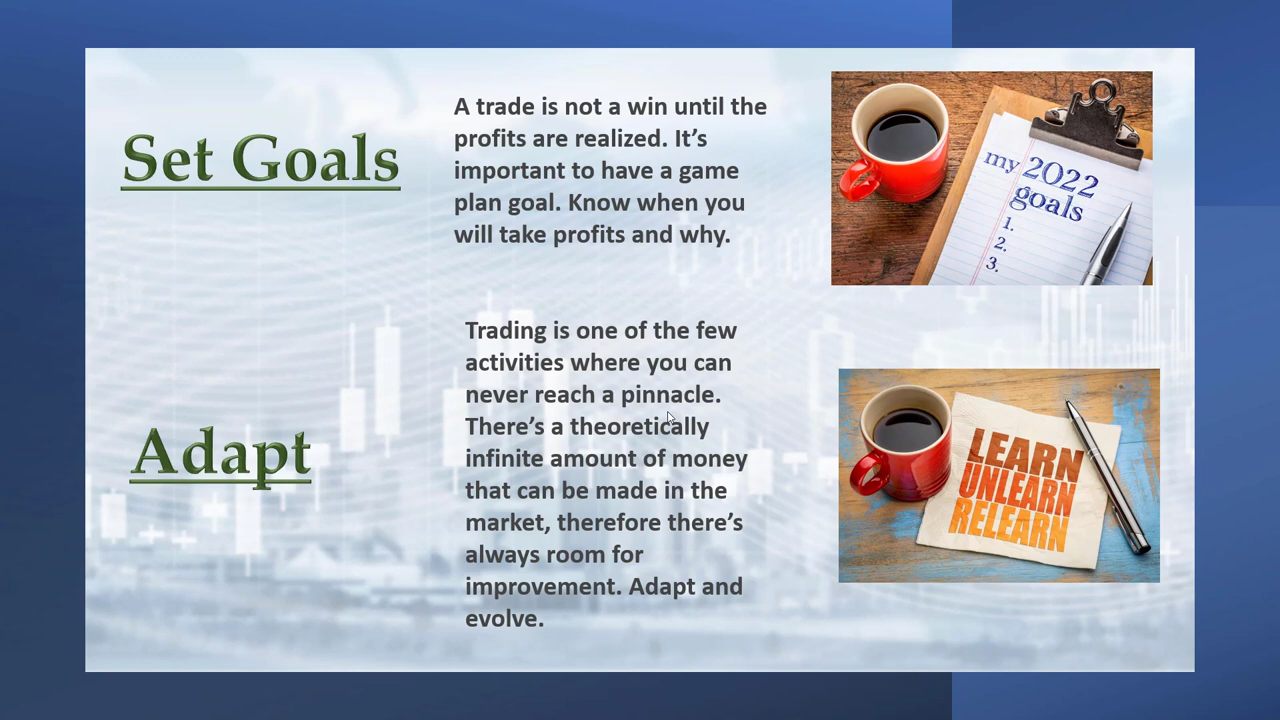 Set Goals
A trade is not a win until the
profits are realized. It’s
important to have a game
plan goal. Know when you
will take profits and why.
my 2022
goals
1.
2.
3.
Adapt
Trading is one of the few
activities where you can
never reach a pinnacle.
There’s a theoretically
infinite amount of money
that can be made in the
market, therefore there’s
always room for
improvement. Adapt and
evolve.
LEARN
UNLEARN
RELEARN